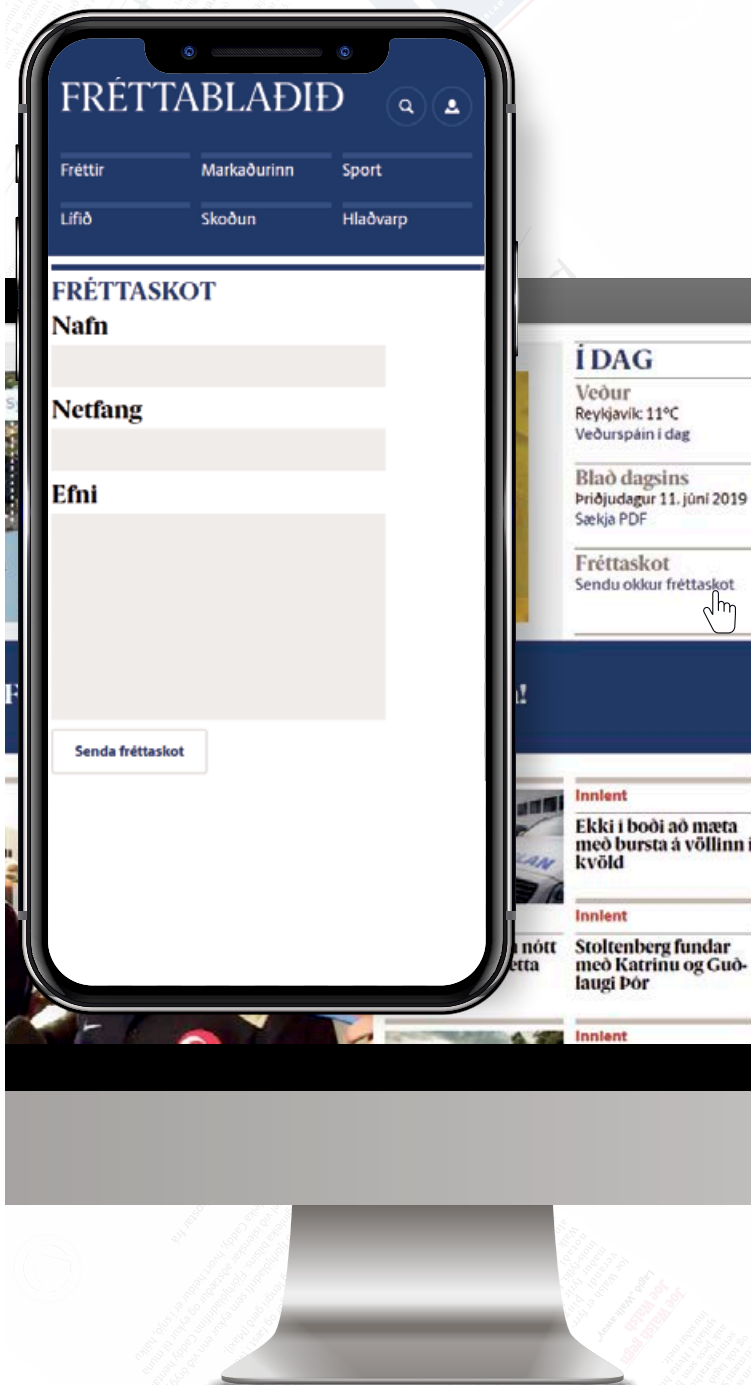 FRÉTTABLAÐIÐ
Fréttir
Markaðurinn
Sport
Lífið
Skoðun
Hlaðvarp
FRÉTTASKOT
Nafn
Netfang
Efni
Senda fréttaskot
Í DAG
Veður
Reykjavík: 11°C
Veðurspáin í dag
Blað dagsins
Þriðjudagur 11. júní 2019
Sækja PDF
Fréttaskot
Sendu okkur fréttaskot
Innlent
Ekki í boði að mæta
með bursta á völlinn í
kvöld
Innlent
Stoltenberg fundar
með Katrínu og Guð-
laugi Þór
nótt
Innlent